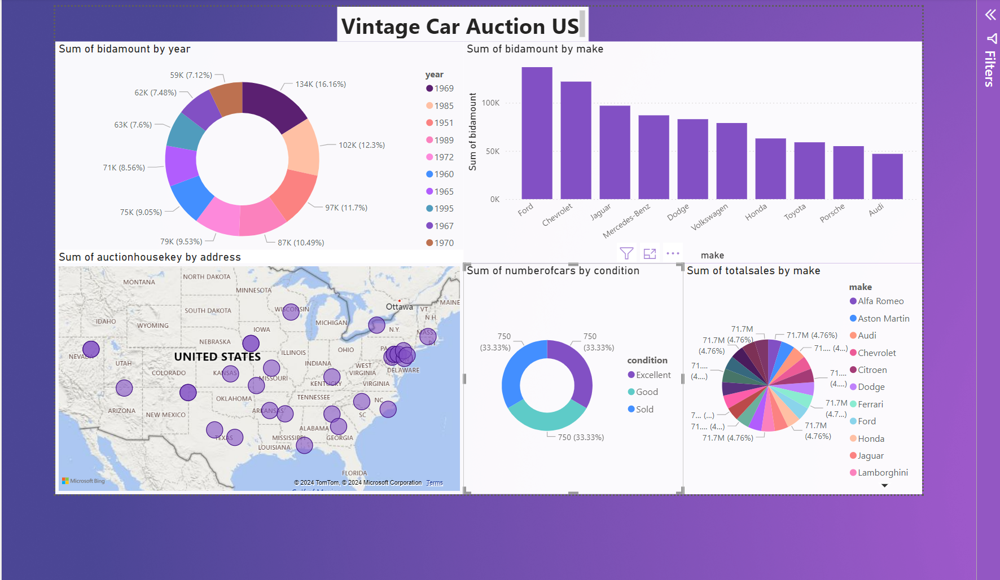 Vintage Car Auction US
Filters
Sum of bidamount by year
59K (7.12%)
134K (16.16%)
62K (7.48%)
63K (7.6%)
102K (12.3%)
71K (8.56%)
75K (9.05%)
97K (11.7%)
79K (9.53%)
87K (10.49%)
year
1969
1985
1951
1989
1972
1960
1965
1995
1967
1970
Sum of bidamount by make
Sum of bidamount
100K
50K
0K
Ford
Chevrolet
Jaguar
Mercedes-Benz
Dodge
Volkswagen
Honda
Toyota
Porsche
Audi
make
Sum of auctionhousekey by address
MONTANA
NORTH DAKOTA
MINNESOTA
SOUTH DAKOTA
WISCONSIN
Ottawa
VT.
MAINE
N.H.
IDAHO
WYOMING
MICHIGAN
N.Y.
MASS.
R.I.
IOWA
NEBRASKA
NEVADA
UNITED STATES
ILLINOIS
OHIO
PA
UTAH
INDIANA
WEST
VIRGINIA
DELAWARE
COLORADO
KANSAS
MISSOURI
KENTUCKY
VIRGINIA
OKLAHOMA
TENNESSEE
NC
ARIZONA
NEW MEXICO
ARKANSAS
SC
ALABAMA
TEXAS
MISSISSIPPI
GEORGIA
LOUISIANA
FLORIDA
Microsoft Bing
© 2024 TomTom, © 2024 Microsoft Corporation Terms
Gulf of Mexico
Sum of numberofcars by condition
750
(33.33%)
750
(33.33%)
750 (33.33%)
condition
Excellent
Good
Sold
Sum of totalsales by make
71.7M
(4.76%)
71.7M (4.76%)
71.7M
(4.76%)
71.... (4...)
71....
(4....)
71....
(4....)
71.7M
(4.7...)
7... (...)
71.... (4...)
71.7M
(4.76%)
71.7M (4.76%)
make
Alfa Romeo
Aston Martin
Audi
Chevrolet
Citroen
Dodge
Ferrari
Ford
Honda
Jaguar
Lamborghini